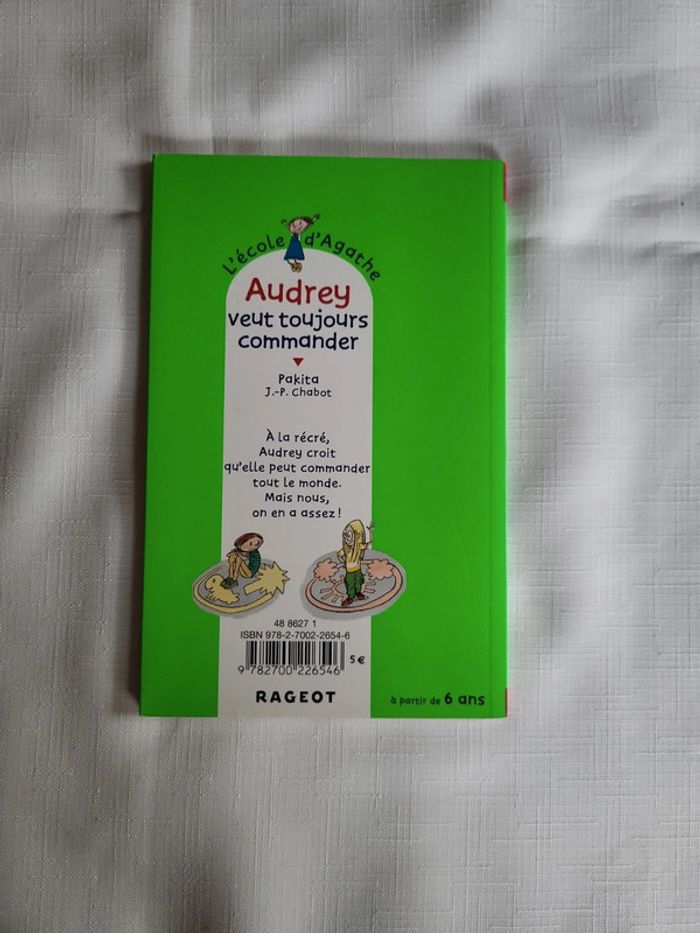 L'école d'Agathe
Audrey
veut toujours
commander
Pakita
J.-P. Chabot
À la récré,
Audrey croit
qu'elle peut commander
tout le monde.
Mais nous,
on en a assez !
48 8627 1
ISBN 978-2-7002-2654-6
9 782700 226546
5 €
RAGEOT
à partir de 6 ans